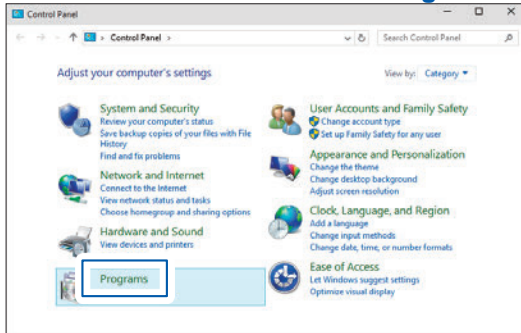 Control Panel
Control Panel
Search Control Panel
Adjust your computer's settings
View by: Category
System and Security
Review your computer's status
Save backup copies of your files with File
History
Find and fix problems
Network and Internet
Connect to the Internet
View network status and tasks
Choose homegroup and sharing options
Hardware and Sound
View devices and printers
Programs
User Accounts and Family Safety
Change account type
Set up Family Safety for any user
Appearance and Personalization
Change the theme
Change desktop background
Adjust screen resolution
Clock, Language, and Region
Add a language
Change input methods
Change date, time, or number formats
Ease of Access
Let Windows suggest settings
Optimize visual display